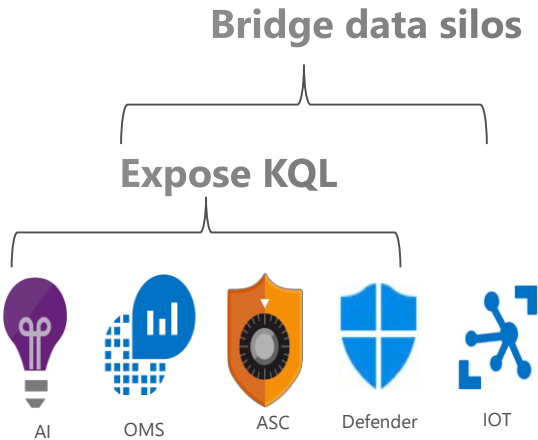 Bridge data silos
Expose KQL
AI
OMS
ASC
Defender
IOT